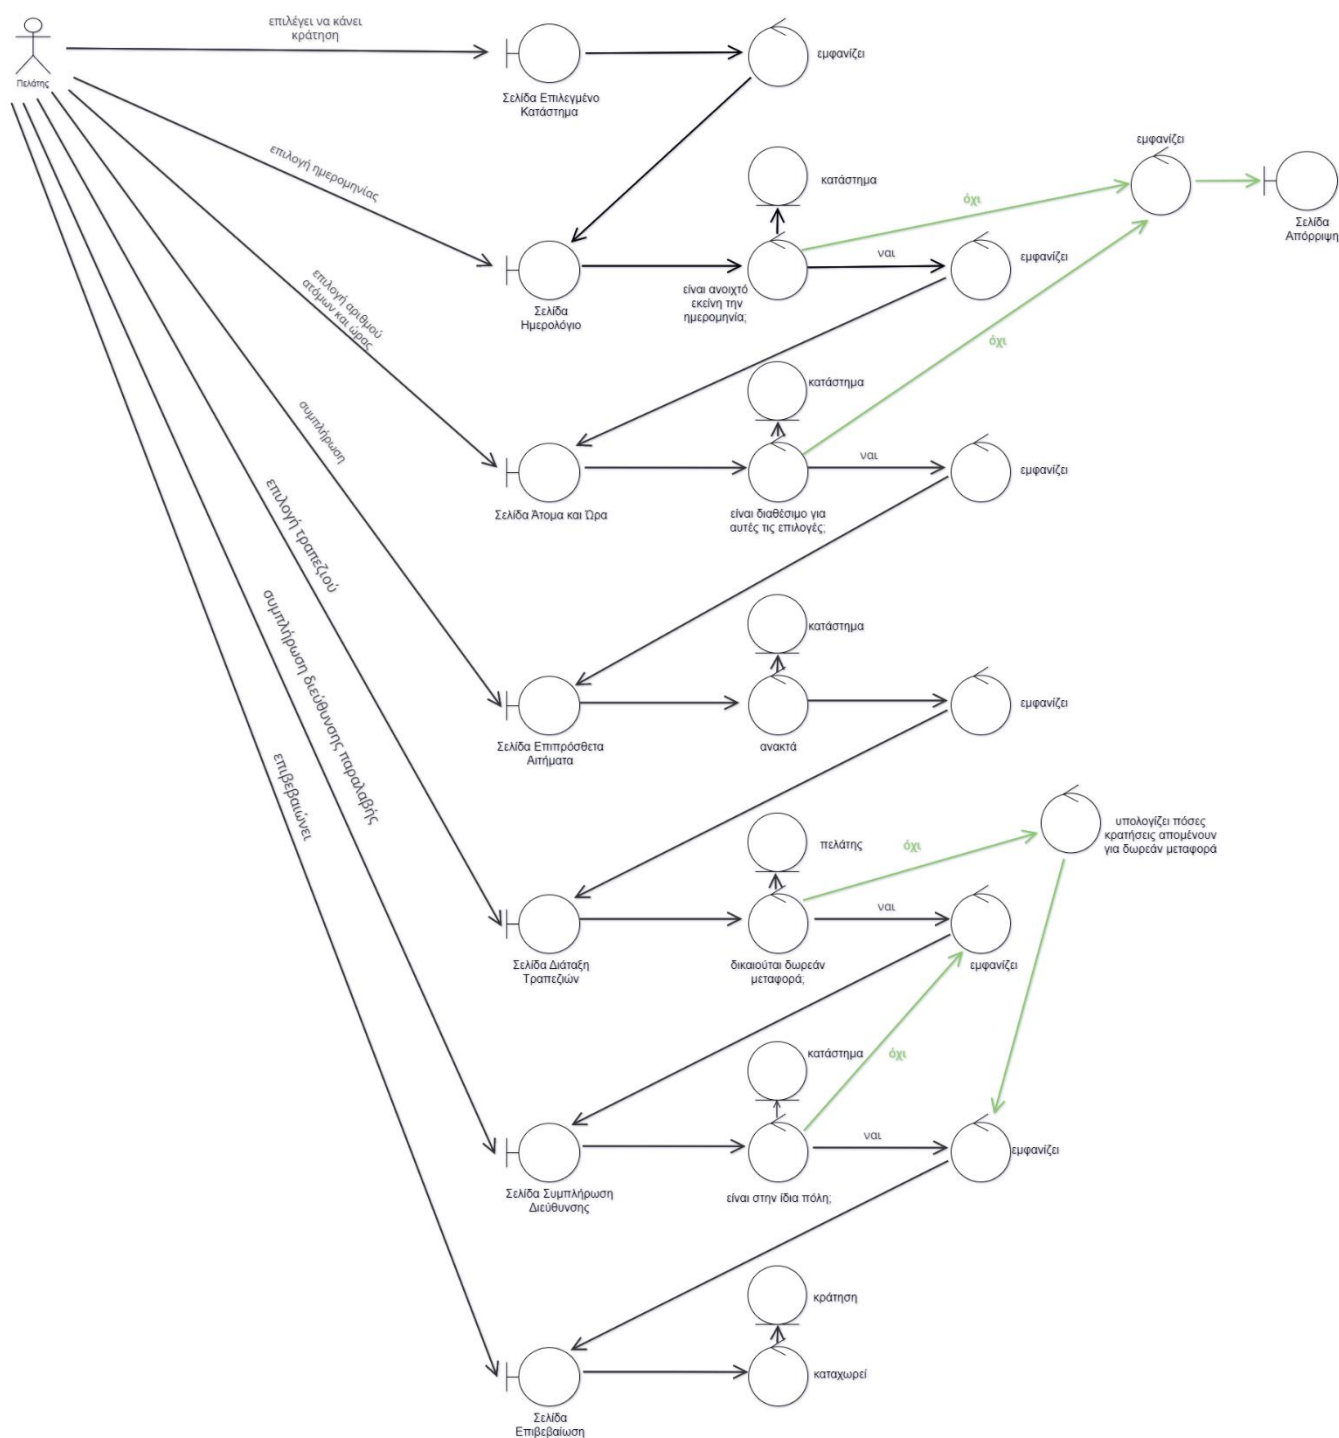 επιλέγει να κάνει
κράτηση
Πελάτης
εμφανίζει
Σελίδα Επιλεγμένο
Κατάστημα
επιλογή ημερομηνίας
κατάστημα
εμφανίζει
όχι
Σελίδα
Απόρριψη
ναι
εμφανίζει
είναι ανοιχτό
εκείνη την
ημερομηνία;
Σελίδα
Ημερολόγιο
επιλογή αριθμού
ατόμων και ώρας
όχι
κατάστημα
ναι
εμφανίζει
Σελίδα Άτομα και Ώρα
είναι διαθέσιμο για
αυτές τις επιλογές;
συμπλήρωση
κατάστημα
εμφανίζει
Σελίδα Επιπρόσθετα
Αιτήματα
ανακτά
επιλογή τραπεζιού
πελάτης
όχι
υπολογίζει πόσες
κρατήσεις απομένουν
για δωρεάν μεταφορά
ναι
εμφανίζει
Σελίδα Διάταξη
Τραπεζιών
δικαιούται δωρεάν
μεταφορά;
συμπλήρωση διεύθυνσης παραλαβής
κατάστημα
όχι
ναι
εμφανίζει
Σελίδα Συμπλήρωση
Διεύθυνσης
είναι στην ίδια πόλη;
επιβεβαιώνει
κράτηση
καταχωρεί
Σελίδα
Επιβεβαίωση